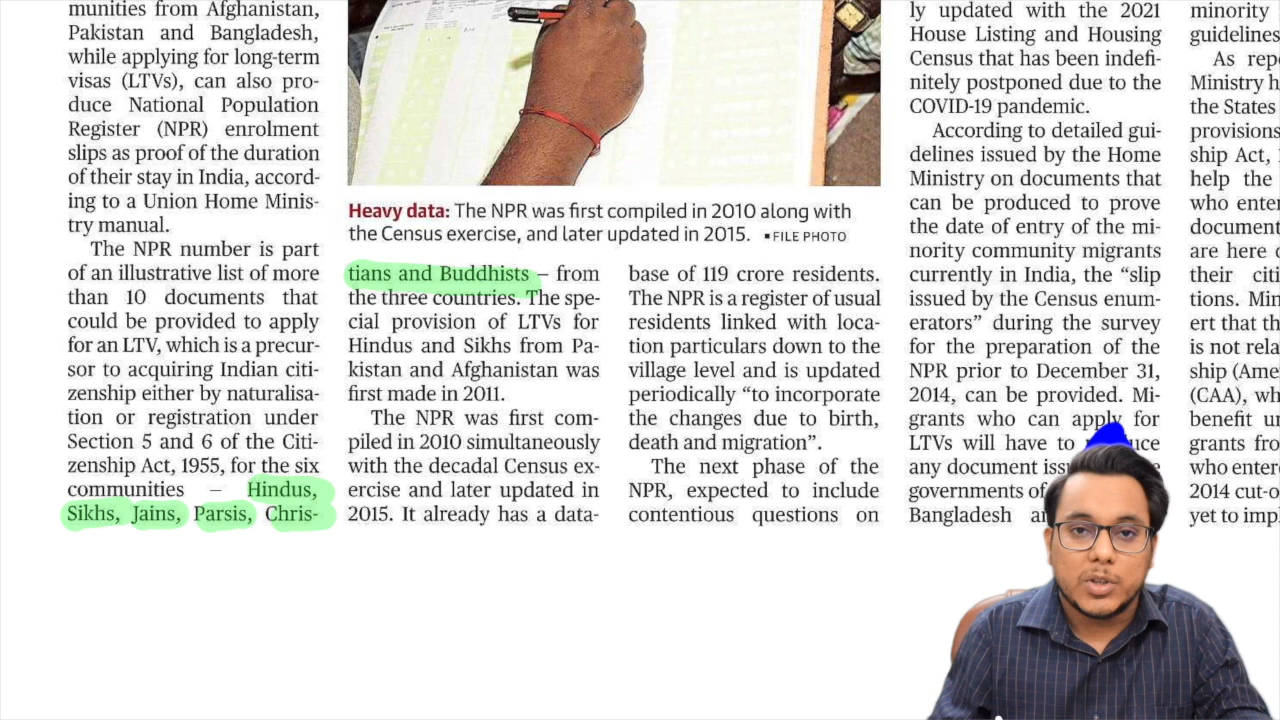 munities from Afghanistan,
Pakistan and Bangladesh,
while applying for long-term
visas (LTVs), can also pro-
duce National Population
Register (NPR) enrolment
slips as proof of the duration
of their stay in India, accord-
ing to a Union Home Minis-
try manual.
The NPR number is part
of an illustrative list of more
than 10 documents that
could be provided to apply
for an LTV, which is a precur-
sor to acquiring Indian citi-
zenship either by naturalisa-
tion or registration under
Section 5 and 6 of the Citi-
zenship Act, 1955, for the six
communities – Hindus,
Sikhs, Jains, Parsis, Chris-
Heavy data: The NPR was first compiled in 2010 along with
the Census exercise, and later updated in 2015. ▪ FILE PHOTO
tians and Buddhists – from
the three countries. The spe-
cial provision of LTVs for
Hindus and Sikhs from Pa-
kistan and Afghanistan was
first made in 2011.
The NPR was first com-
piled in 2010 simultaneously
with the decadal Census ex-
ercise and later updated in
2015. It already has a data-
base of 119 crore residents.
The NPR is a register of usual
residents linked with loca-
tion particulars down to the
village level and is updated
periodically “to incorporate
the changes due to birth,
death and migration”.
The next phase of the
NPR, expected to include
contentious questions on
ly updated with the 2021
House Listing and Housing
Census that has been indefi-
nitely postponed due to the
COVID-19 pandemic.
According to detailed gui-
delines issued by the Home
Ministry on documents that
can be produced to prove
the date of entry of the mi-
nority community migrants
currently in India, the “slip
issued by the Census enum-
erators” during the survey
for the preparation of the
NPR prior to December 31,
2014, can be provided. Mi-
grants who can apply for
LTVs will have to
any document
governments of
Bangladesh
minority
guidelines
As
Ministry
the States
provisions
ship Act,
help the
who
document
are here
their
tions.
ert that
is not
ship
(CAA),
benefit
grants
who
2014
yet to